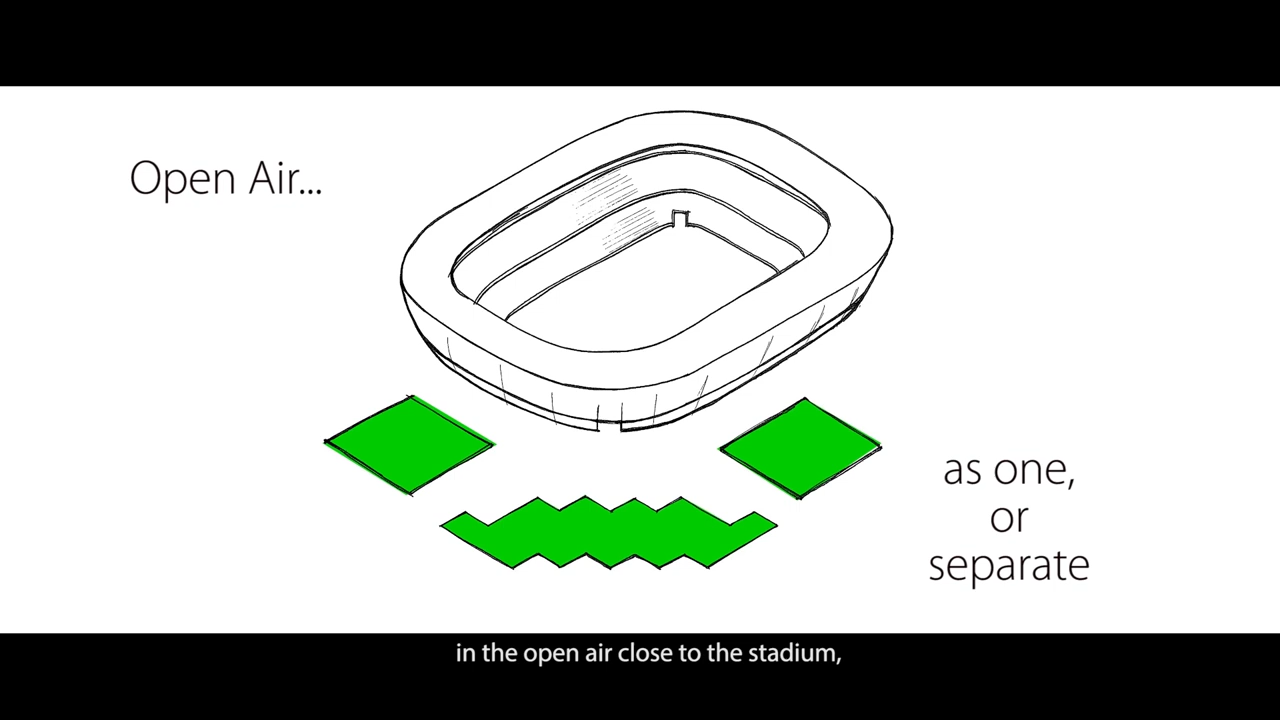 Open Air...
as one,
or
separate
in the open air close to the stadium,